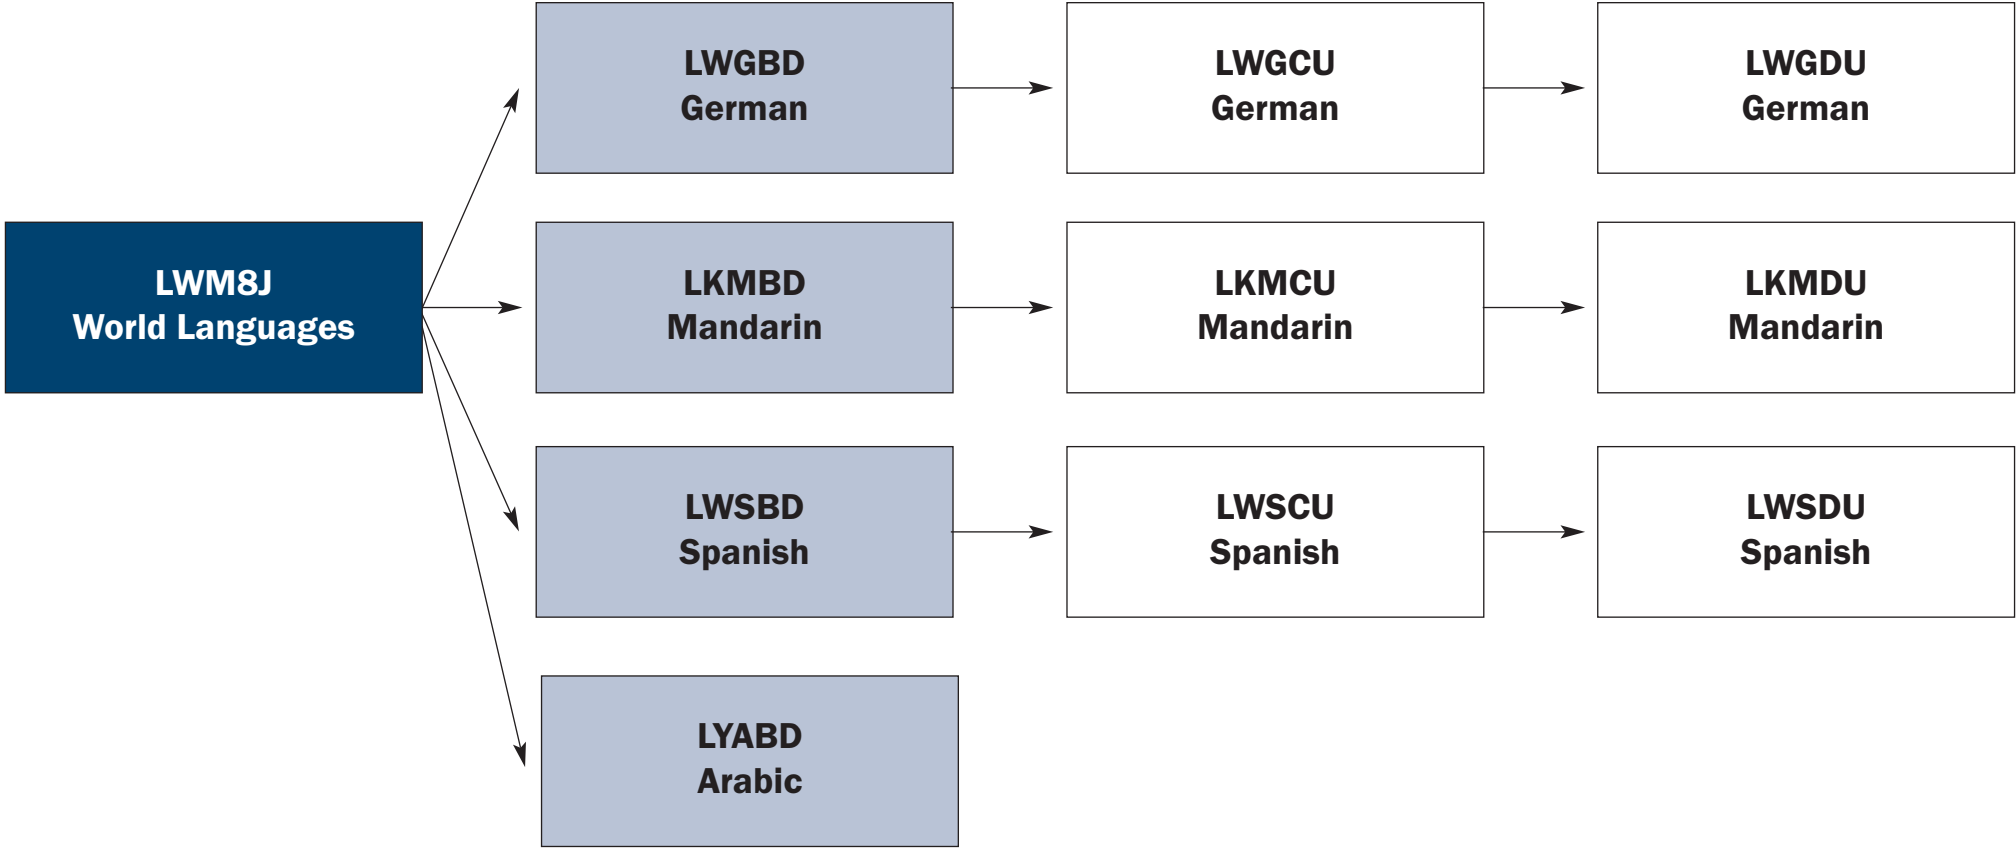 LWGBD
German
LWGCU
German
LWGDU
German
LWM8J
World Languages
LKMBD
Mandarin
LKMCU
Mandarin
LKMDU
Mandarin
LWSBD
Spanish
LWSCU
Spanish
LWSDU
Spanish
LYABD
Arabic